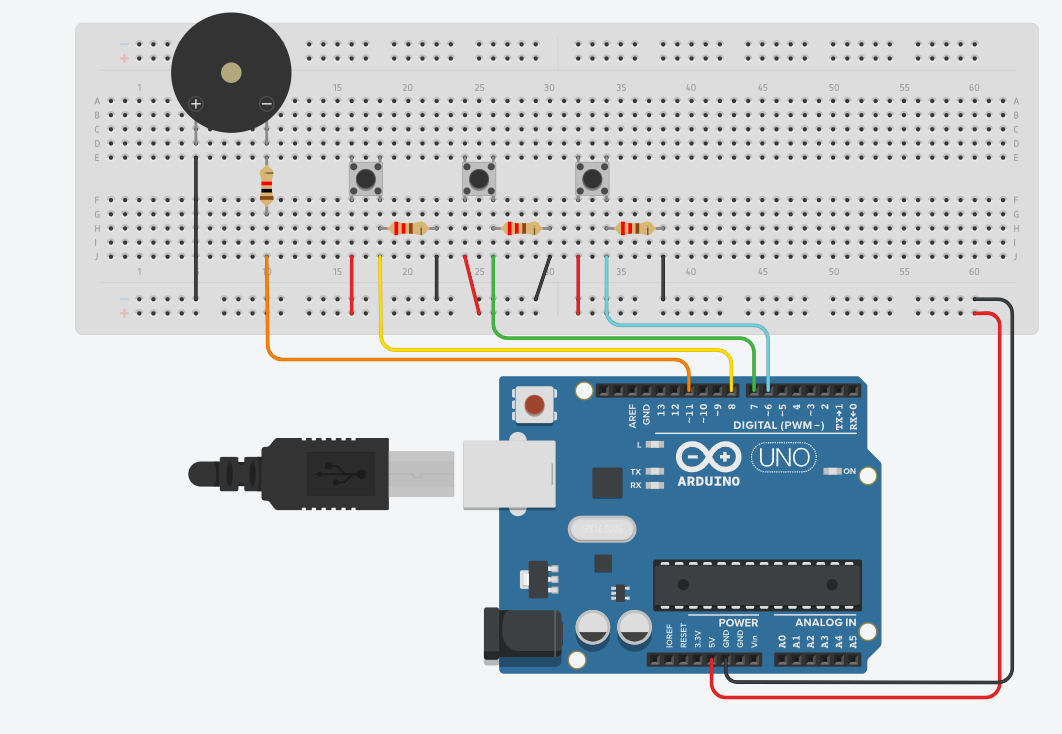 − −
+ +
1 15 20 25 30 35 40 45 50 55 60
A A
B B
C C
D D
E E
F F
G G
H H
I I
J J
1 5 10 15 20 25 30 35 40 45 50 55 60
− −
+ +
AREF
GND
13
12
~11
~10
~9
8
7
~6
~5
4
~3
2
TX→1
RX←0
DIGITAL (PWM~)
L
TX
RX
ARDUINO
UNO
ON
POWER
ANALOG IN
IOREF
RESET
3.3V
5V
GND
GND
Vin
A0
A1
A2
A3
A4
A5